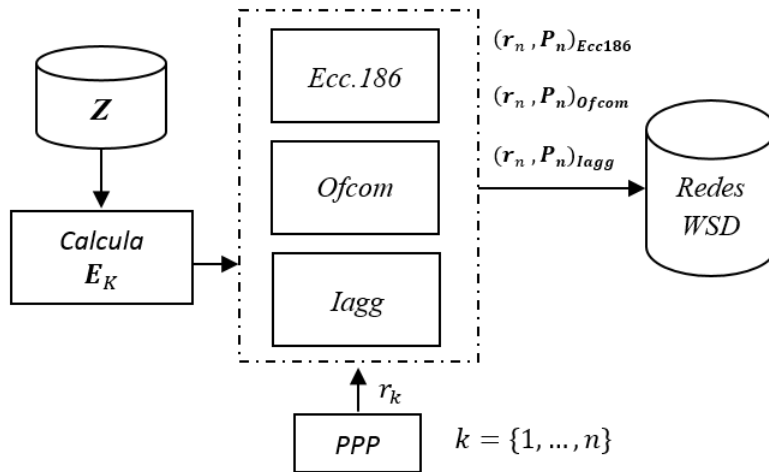 Z
Calcula
E_K
Ecc.186
Ofcom
Iagg
(r_n , P_n)_Ecc186
(r_n , P_n)_Ofcom
(r_n , P_n)_Iagg
Redes
WSD
r_k
PPP
k = {1, … , n}